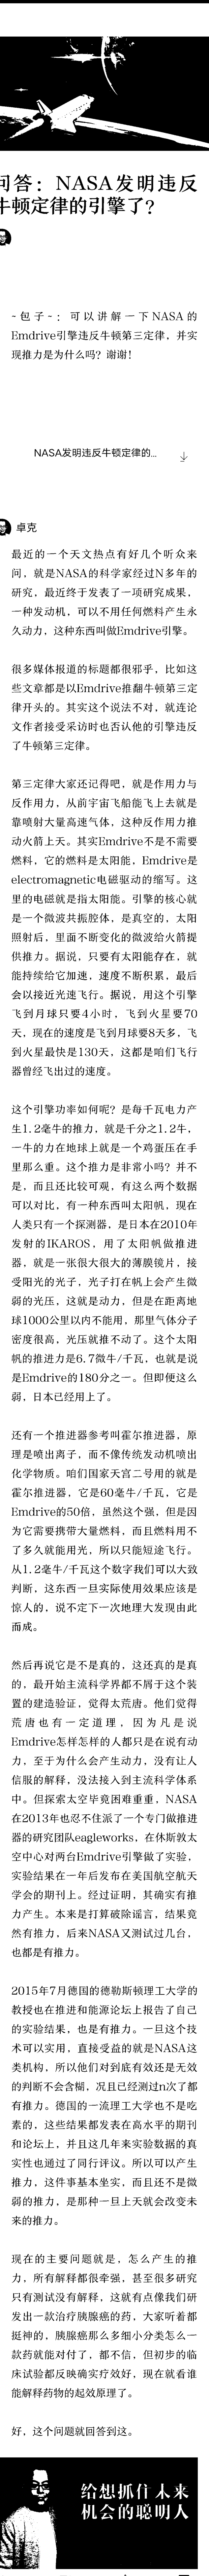 问答：NASA发明违反
牛顿定律的引擎了？
-包子-：可以讲解一下NASA的
Emdrive引擎违反牛顿第三定律，并实
现推力是为什么吗？谢谢！
NASA发明违反牛顿定律的...
卓克
最近的一个天文热点有好几个听众来
问，就是NASA的科学家经过N多年的
研究，最近终于发表了一项研究成果，
一种发动机，可以不用任何燃料产生永
久动力，这种东西叫做Emdrive引擎。
很多媒体报道的标题都很邪乎，比如这
些文章都是以Emdrive推翻牛顿第三定
律开头的。其实这个说法不对，就连论
文作者接受采访时也否认他的引擎违反
了牛顿第三定律。
第三定律大家还记得吧，就是作用力与
反作用力，从前宇宙飞船能飞上去就是
靠喷射大量高速气体，这种反作用力推
动火箭上天。其实Emdrive不是不需要
燃料，它的燃料是太阳能，Emdrive是
electromagnetic电磁驱动的缩写。这
里的电磁就是指太阳能。引擎的核心就
是一个微波共振腔体，是真空的，太阳
照射后，里面不断变化的微波给火箭提
供推力。据说，只要有太阳能存在，就
能持续给它加速，速度不断积累，最后
会以接近光速飞行。据说，用这个引擎
飞到月球只要4小时，飞到火星要70
天，现在的速度是飞到月球要8天多，飞
到火星最快是130天，这都是咱们飞行
器曾经飞出过的速度。
这个引擎功率如何呢？是每千瓦电力产
生1.2毫牛的推力，就是千分之1.2牛，
一牛的力在地球上就是一个鸡蛋压在手
里那么重。这个推力是非常小吗？并不
是，而且还比较可观，有这么两个数据
可以对比，有一种东西叫太阳帆，现在
人类只有一个探测器，是日本在2010年
发射的IKAROS，用了太阳帆做推进
器，就是一张很大很大的薄膜镜片，接
受阳光的光子，光子打在帆上会产生微
弱的光压，这就是动力，但是在距离地
球1000公里以内不能用，那里气体分子
密度很高，光压就推不动了。这个太阳
帆的推进力是6.7微牛/千瓦，也就是说
是Emdrive的180分之一。但即便这么
弱，日本已经用上了。
还有一个推进器参考叫霍尔推进器，原
理是喷出离子，而不像传统发动机喷出
化学物质。咱们国家天宫二号用的就是
霍尔推进器，它是60毫牛/千瓦，它是
Emdrive的50倍，虽然这个强，但是因
为它需要携带大量燃料，而且燃料用不
了多久就能用光，所以只能短途飞行。
从1.2毫牛/千瓦这个数字我们可以大致
判断，这东西一旦实际使用效果应该是
惊人的，说不定下一次地理大发现由此
而成。
然后再说它是不是真的，这还真的是真
的，最开始主流科学界都不屑于这个装
置的建造验证，觉得太荒唐。他们觉得
荒唐也有一定道理，因为凡是说
Emdrive怎样怎样的人都只是在说有动
力，至于为什么会产生动力，没有让人
信服的解释，没法接入到主流科学体系
中。但探索太空毕竟困难重重，NASA
在2013年也忍不住派了一个专门做推进
器的研究团队eagleworks，在休斯敦太
空中心对两台Emdrive引擎做了实验，
实验结果在一年后发布在美国航空航天
学会的期刊上。经过证明，其确实有推
力产生。本来是打算破除谣言，结果竟
然有推力，后来NASA又测试过几台，
也都是有推力。
2015年7月德国的德勒斯顿理工大学的
教授也在推进和能源论坛上报告了自己
的实验结果，也是有推力。一旦这个技
术可以实用，直接受益的就是NASA这
类机构，所以他们对到底有效还是无效
的判断不会含糊，况且已经测过n次了都
有推力。德国的一流理工大学也不是吃
素的，这些结果都发表在高水平的期刊
和论坛上，并且这几年来实验数据的真
实性也通过了同行评议。所以可以产生
推力，这件事基本坐实，而且还不是微
弱的推力，是那种一旦上天就会改变未
来的推力。
现在的主要问题就是，怎么产生的推
力，所有解释都很牵强，甚至很多研究
只有测试没有解释，这就有点像我们研
发出一款治疗胰腺癌的药，大家听着都
挺神的，胰腺癌那么多细小分类怎么一
款药就能对付了，都不信，但初步的临
床试验都反映确实疗效好，现在就看谁
能解释药物的起效原理了。
好，这个问题就回答到这。
给想抓住未来
机会的聪明人